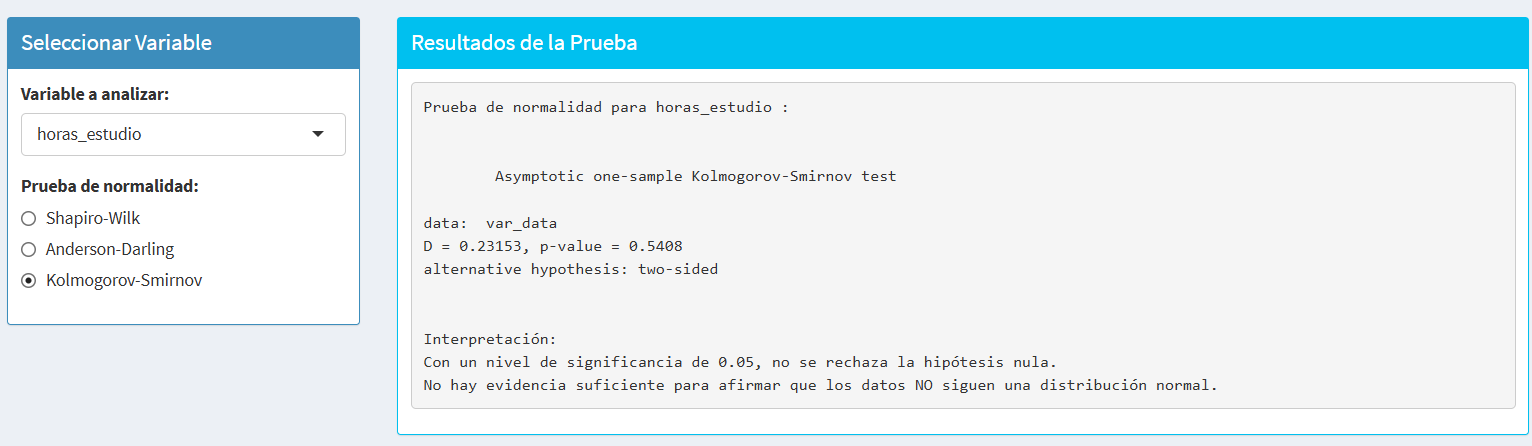 Seleccionar Variable
Variable a analizar:
horas_estudio
Prueba de normalidad:
Shapiro-Wilk
Anderson-Darling
Kolmogorov-Smirnov
Resultados de la Prueba
Prueba de normalidad para horas_estudio :
Asymptotic one-sample Kolmogorov-Smirnov test
data:  var_data
D = 0.23153, p-value = 0.5408
alternative hypothesis: two-sided
Interpretación:
Con un nivel de significancia de 0.05, no se rechaza la hipótesis nula.
No hay evidencia suficiente para afirmar que los datos NO siguen una distribución normal.